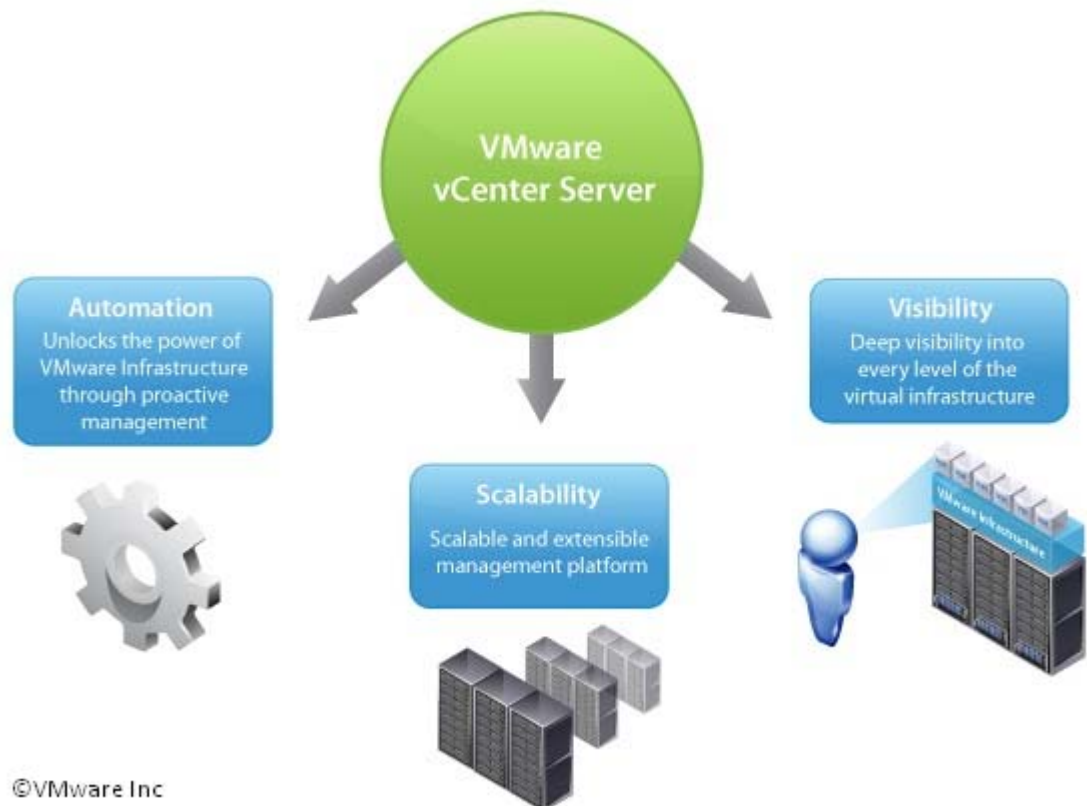 VMware
vCenter Server
Automation
Unlocks the power of
VMware Infrastructure
through proactive
management
Scalability
Scalable and extensible
management platform
Visibility
Deep visibility into
every level of the
virtual infrastructure
VMware Infrastructure
©VMware Inc